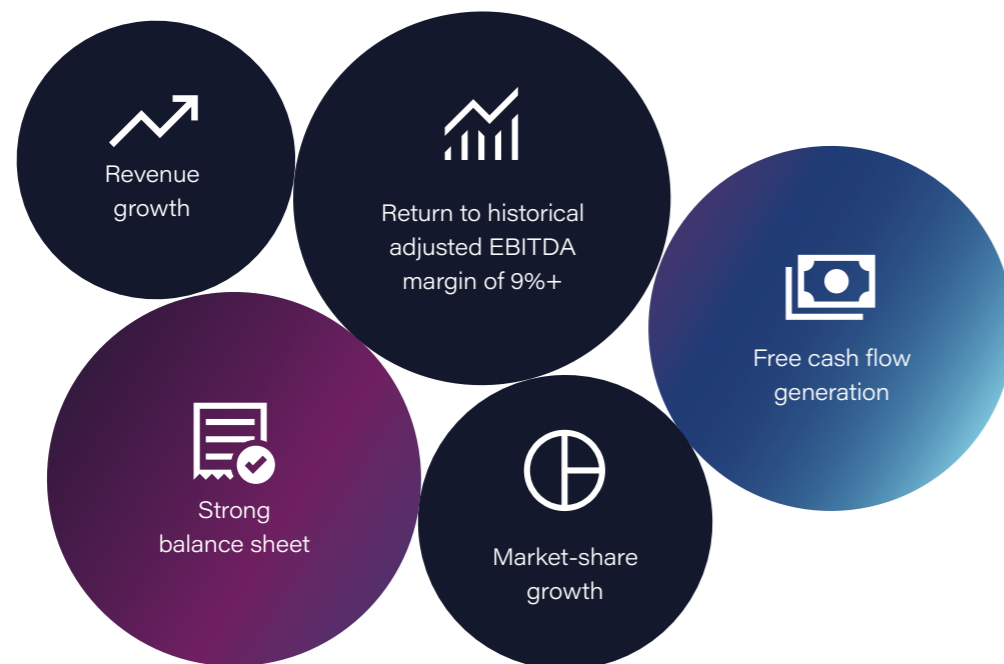 Revenue
growth
Return to historical
adjusted EBITDA
margin of 9%+
Free cash flow
generation
Strong
balance sheet
Market-share
growth